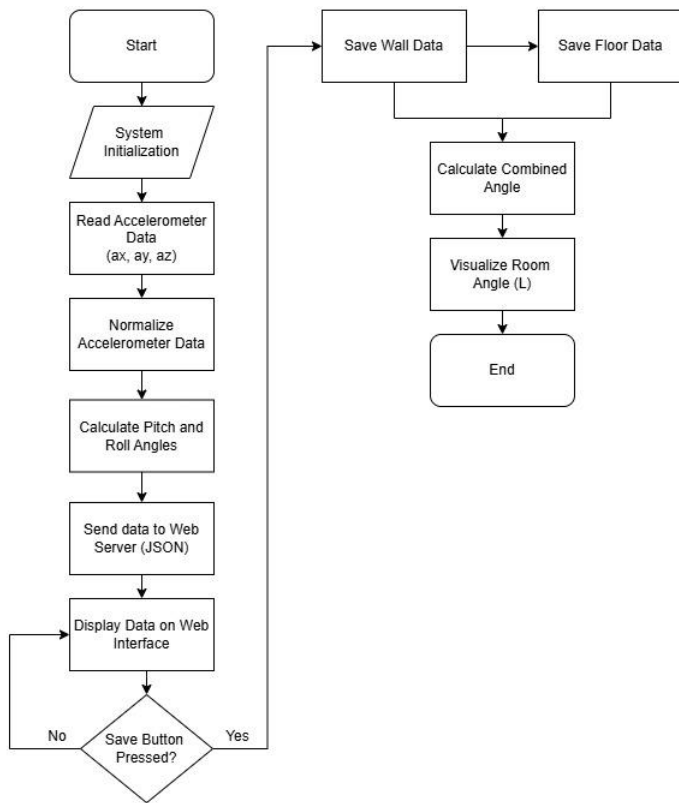 Start
System
Initialization
Read Accelerometer
Data
(ax, ay, az)
Normalize
Accelerometer Data
Calculate Pitch and
Roll Angles
Send data to Web
Server (JSON)
Display Data on Web
Interface
Save Button
Pressed?
No
Yes
Save Wall Data
Save Floor Data
Calculate Combined
Angle
Visualize Room
Angle (L)
End